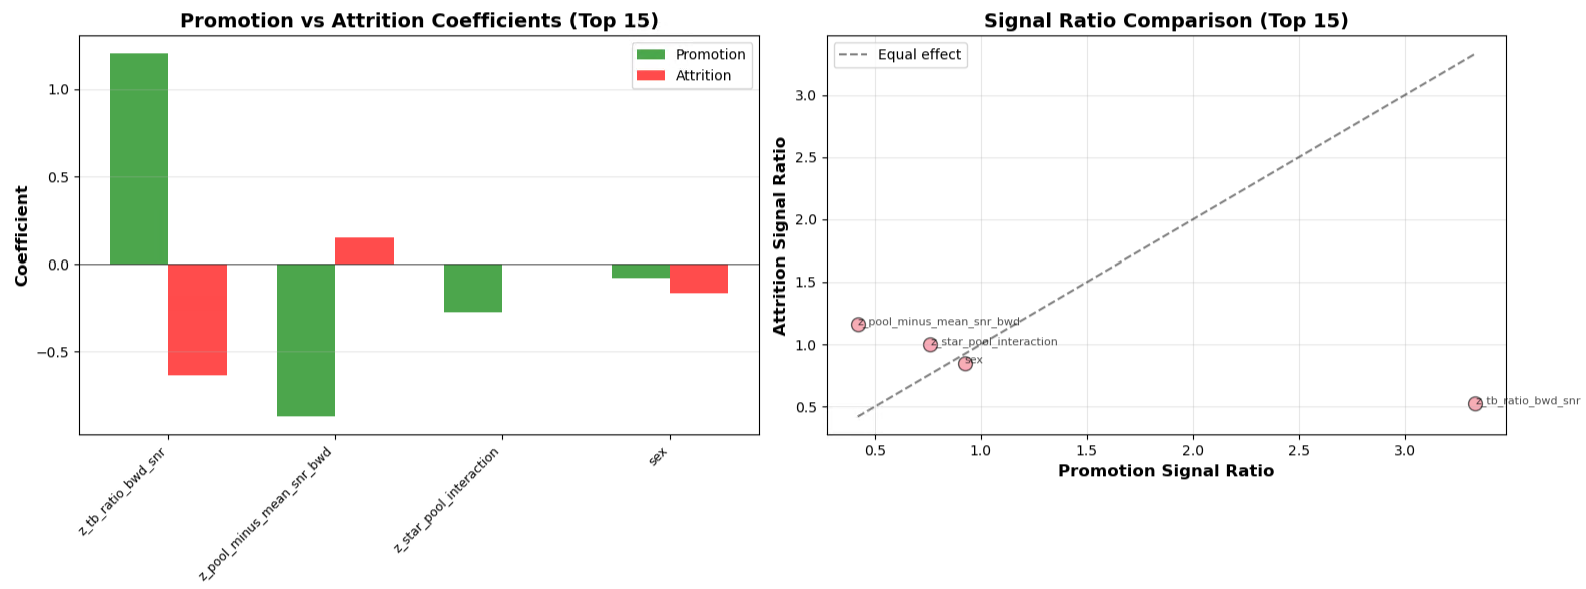 Promotion vs Attrition Coefficients (Top 15)
Promotion
Attrition
Coefficient
1.0
0.5
0.0
−0.5
z_tb_ratio_bwd_snr
z_pool_minus_mean_snr_bwd
z_star_pool_interaction
sex
Signal Ratio Comparison (Top 15)
Equal effect
Attrition Signal Ratio
3.0
2.5
2.0
1.5
1.0
0.5
z_pool_minus_mean_snr_bwd
z_star_pool_interaction
sex
z_tb_ratio_bwd_snr
0.5
1.0
1.5
2.0
2.5
3.0
Promotion Signal Ratio